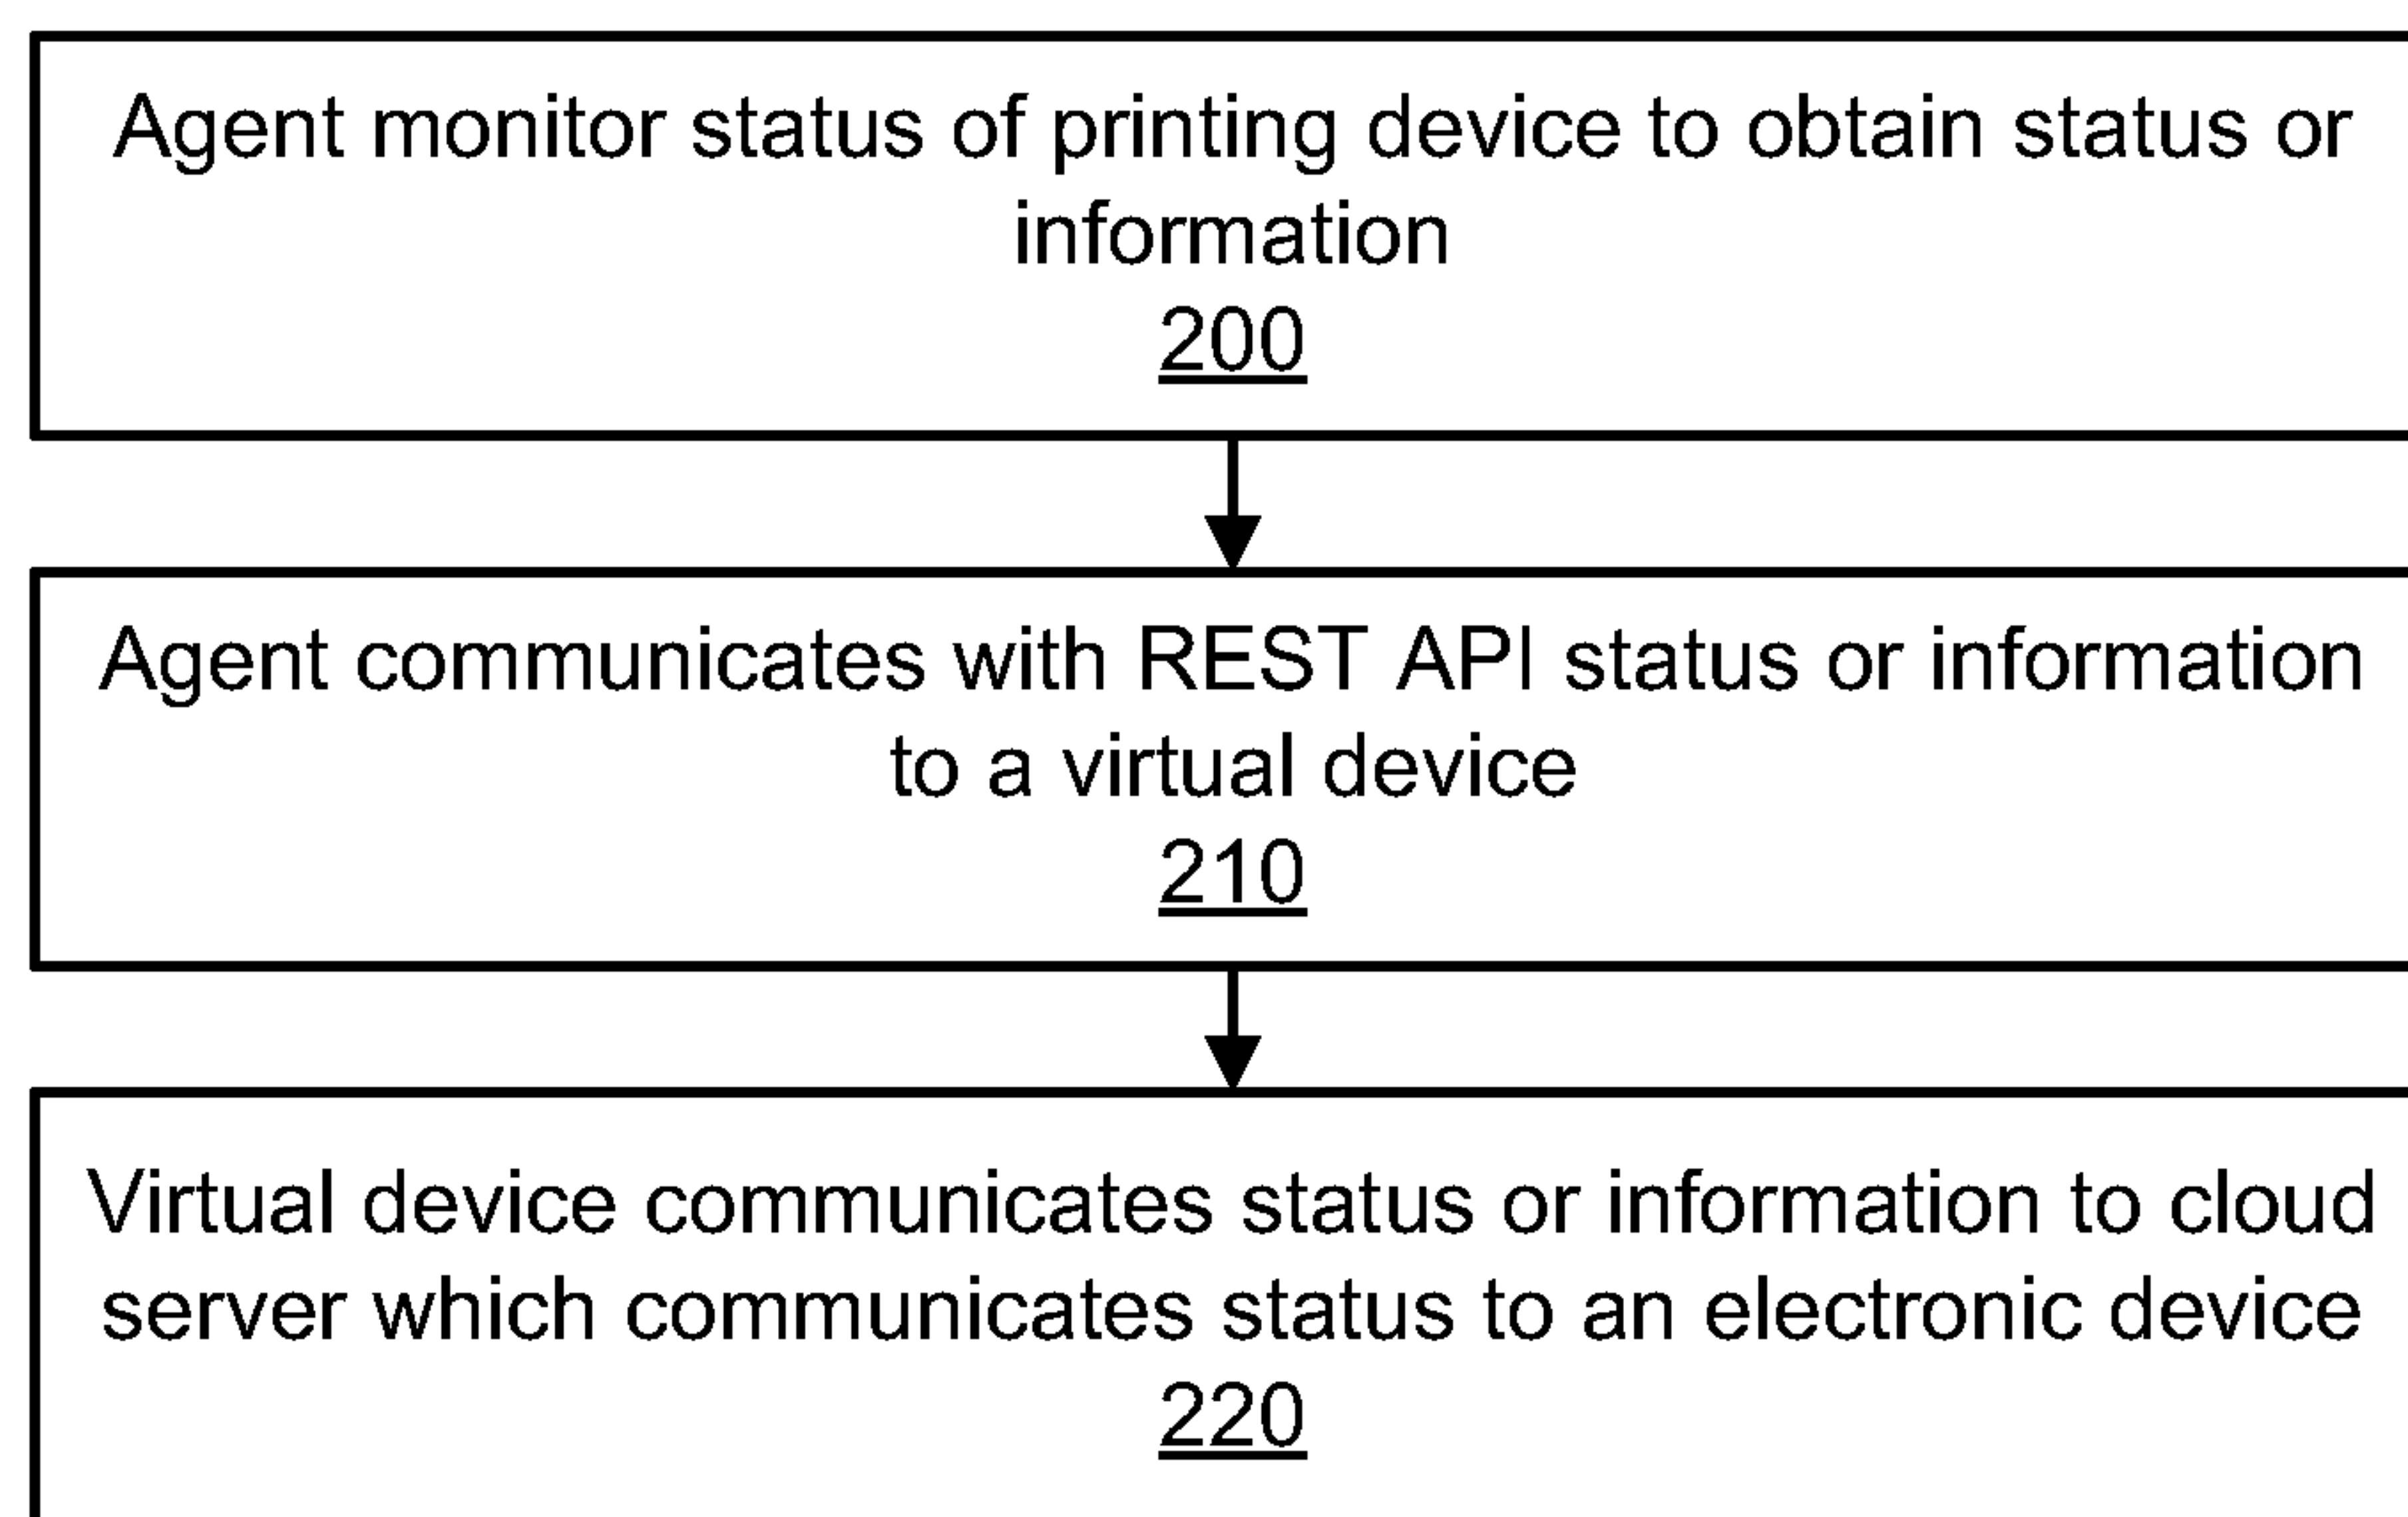 Agent monitor status of printing device to obtain status or
information
200
Agent communicates with REST API status or information
to a virtual device
210
Virtual device communicates status or information to cloud
server which communicates status to an electronic device
220